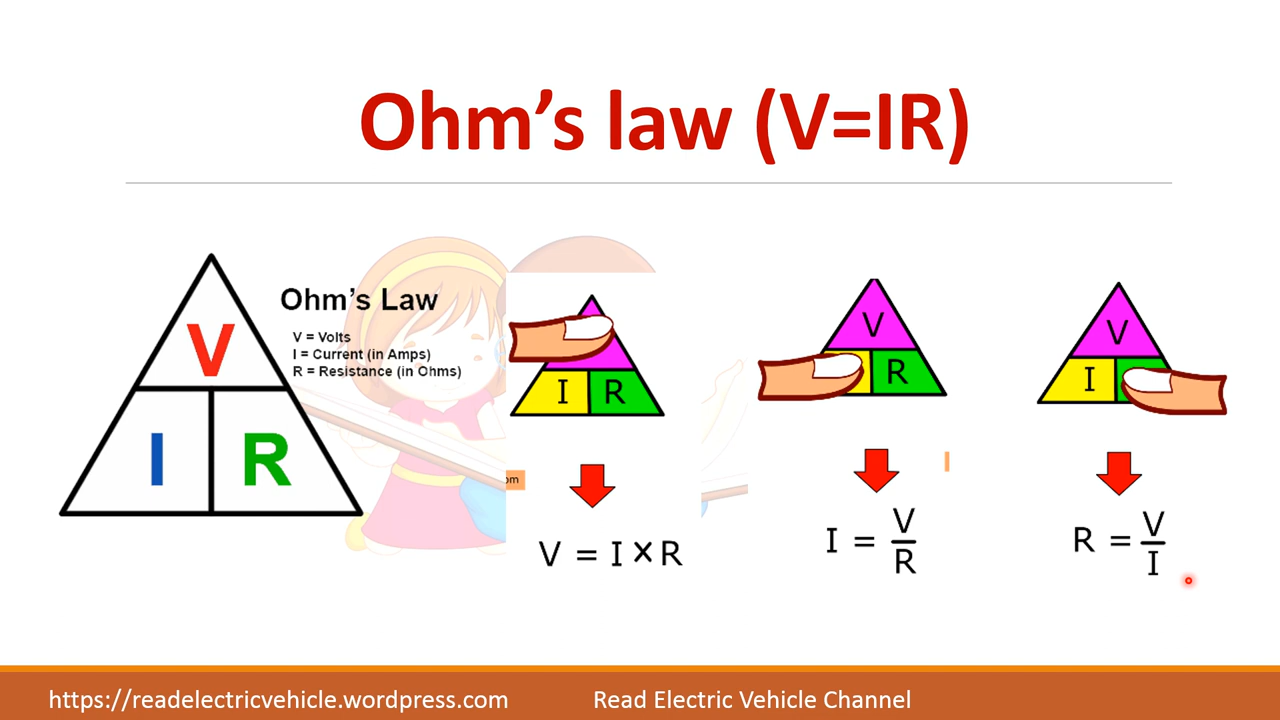 Ohm’s law (V=IR)
V
I R
Ohm’s Law
V = Volts
I = Current (in Amps)
R = Resistance (in Ohms)
I R
V = I × R
V
R
I = V
R
V
I
R = V
I
om
https://readelectricvehicle.wordpress.com
Read Electric Vehicle Channel